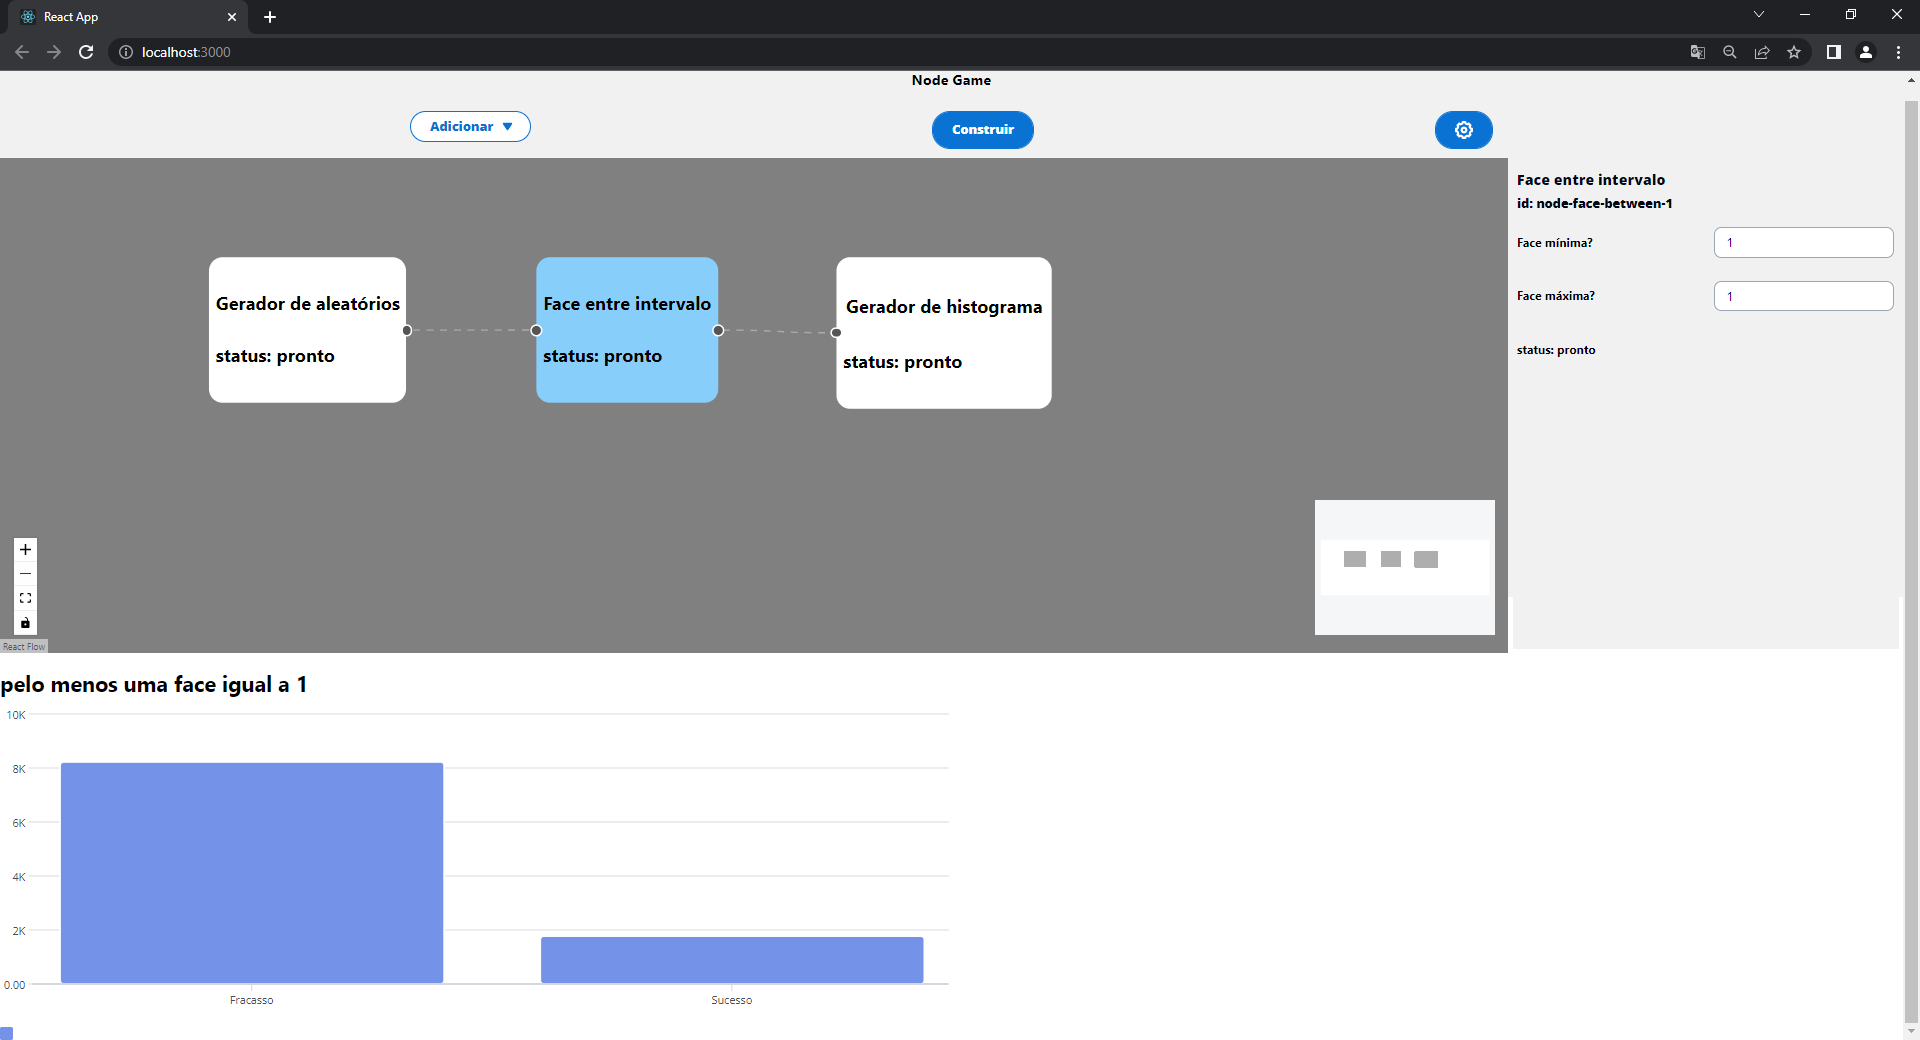 React App
localhost:3000
Node Game
Adicionar ▼
Construir
Gerador de aleatórios
status: pronto
Face entre intervalo
status: pronto
Gerador de histograma
status: pronto
React Flow
Face entre intervalo
id: node-face-between-1
Face mínima?
1
Face máxima?
1
status: pronto
pelo menos uma face igual a 1
10K
8K
6K
4K
2K
0.00
Fracasso
Sucesso